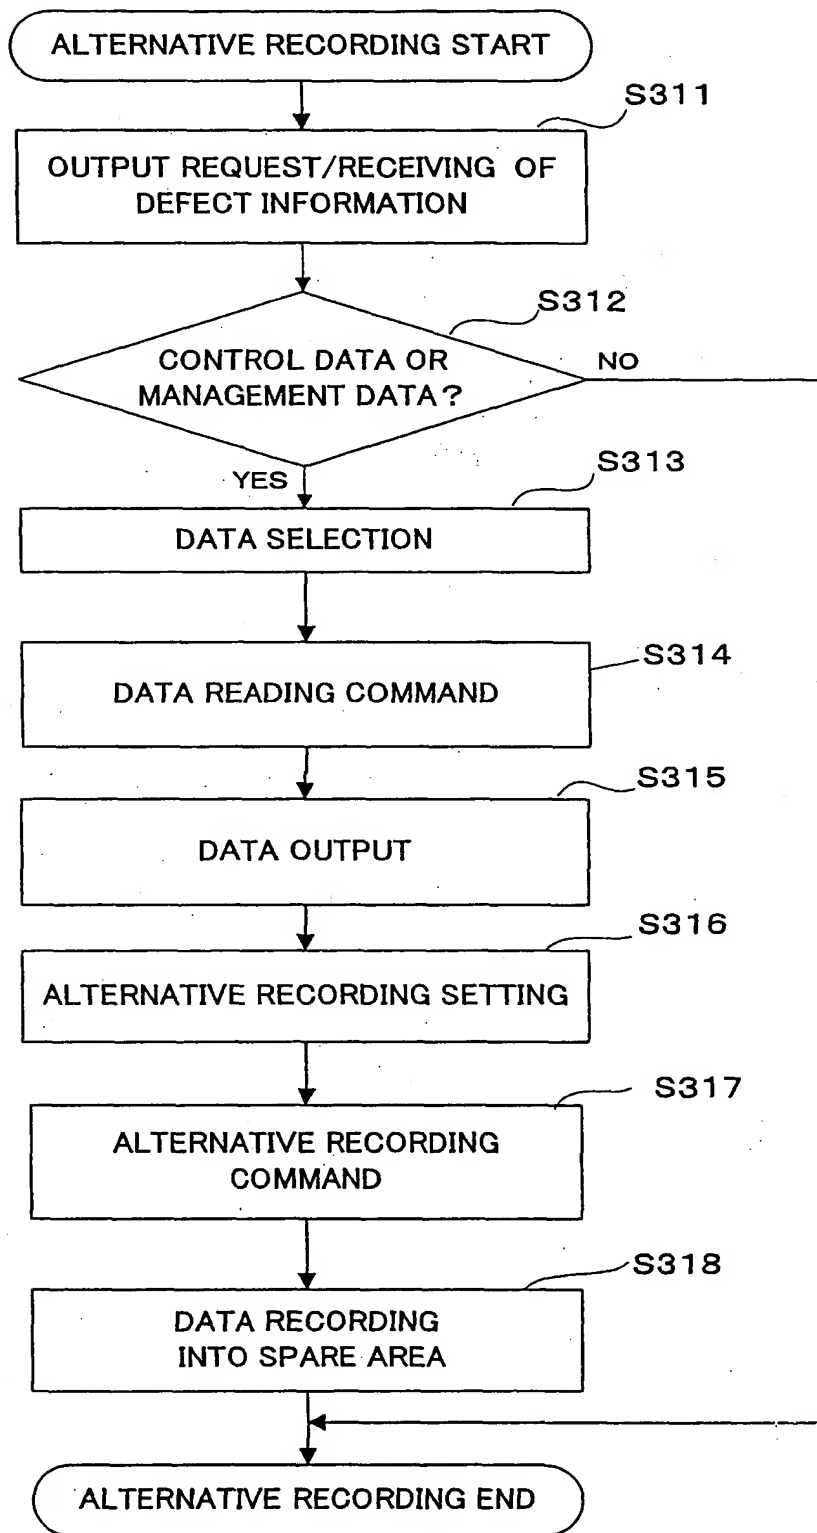 ALTERNATIVE RECORDING START
S311
OUTPUT REQUEST/RECEIVING OF
DEFECT INFORMATION
S312
CONTROL DATA OR
MANAGEMENT DATA?
NO
YES
S313
DATA SELECTION
S314
DATA READING COMMAND
S315
DATA OUTPUT
S316
ALTERNATIVE RECORDING SETTING
S317
ALTERNATIVE RECORDING
COMMAND
S318
DATA RECORDING
INTO SPARE AREA
ALTERNATIVE RECORDING END